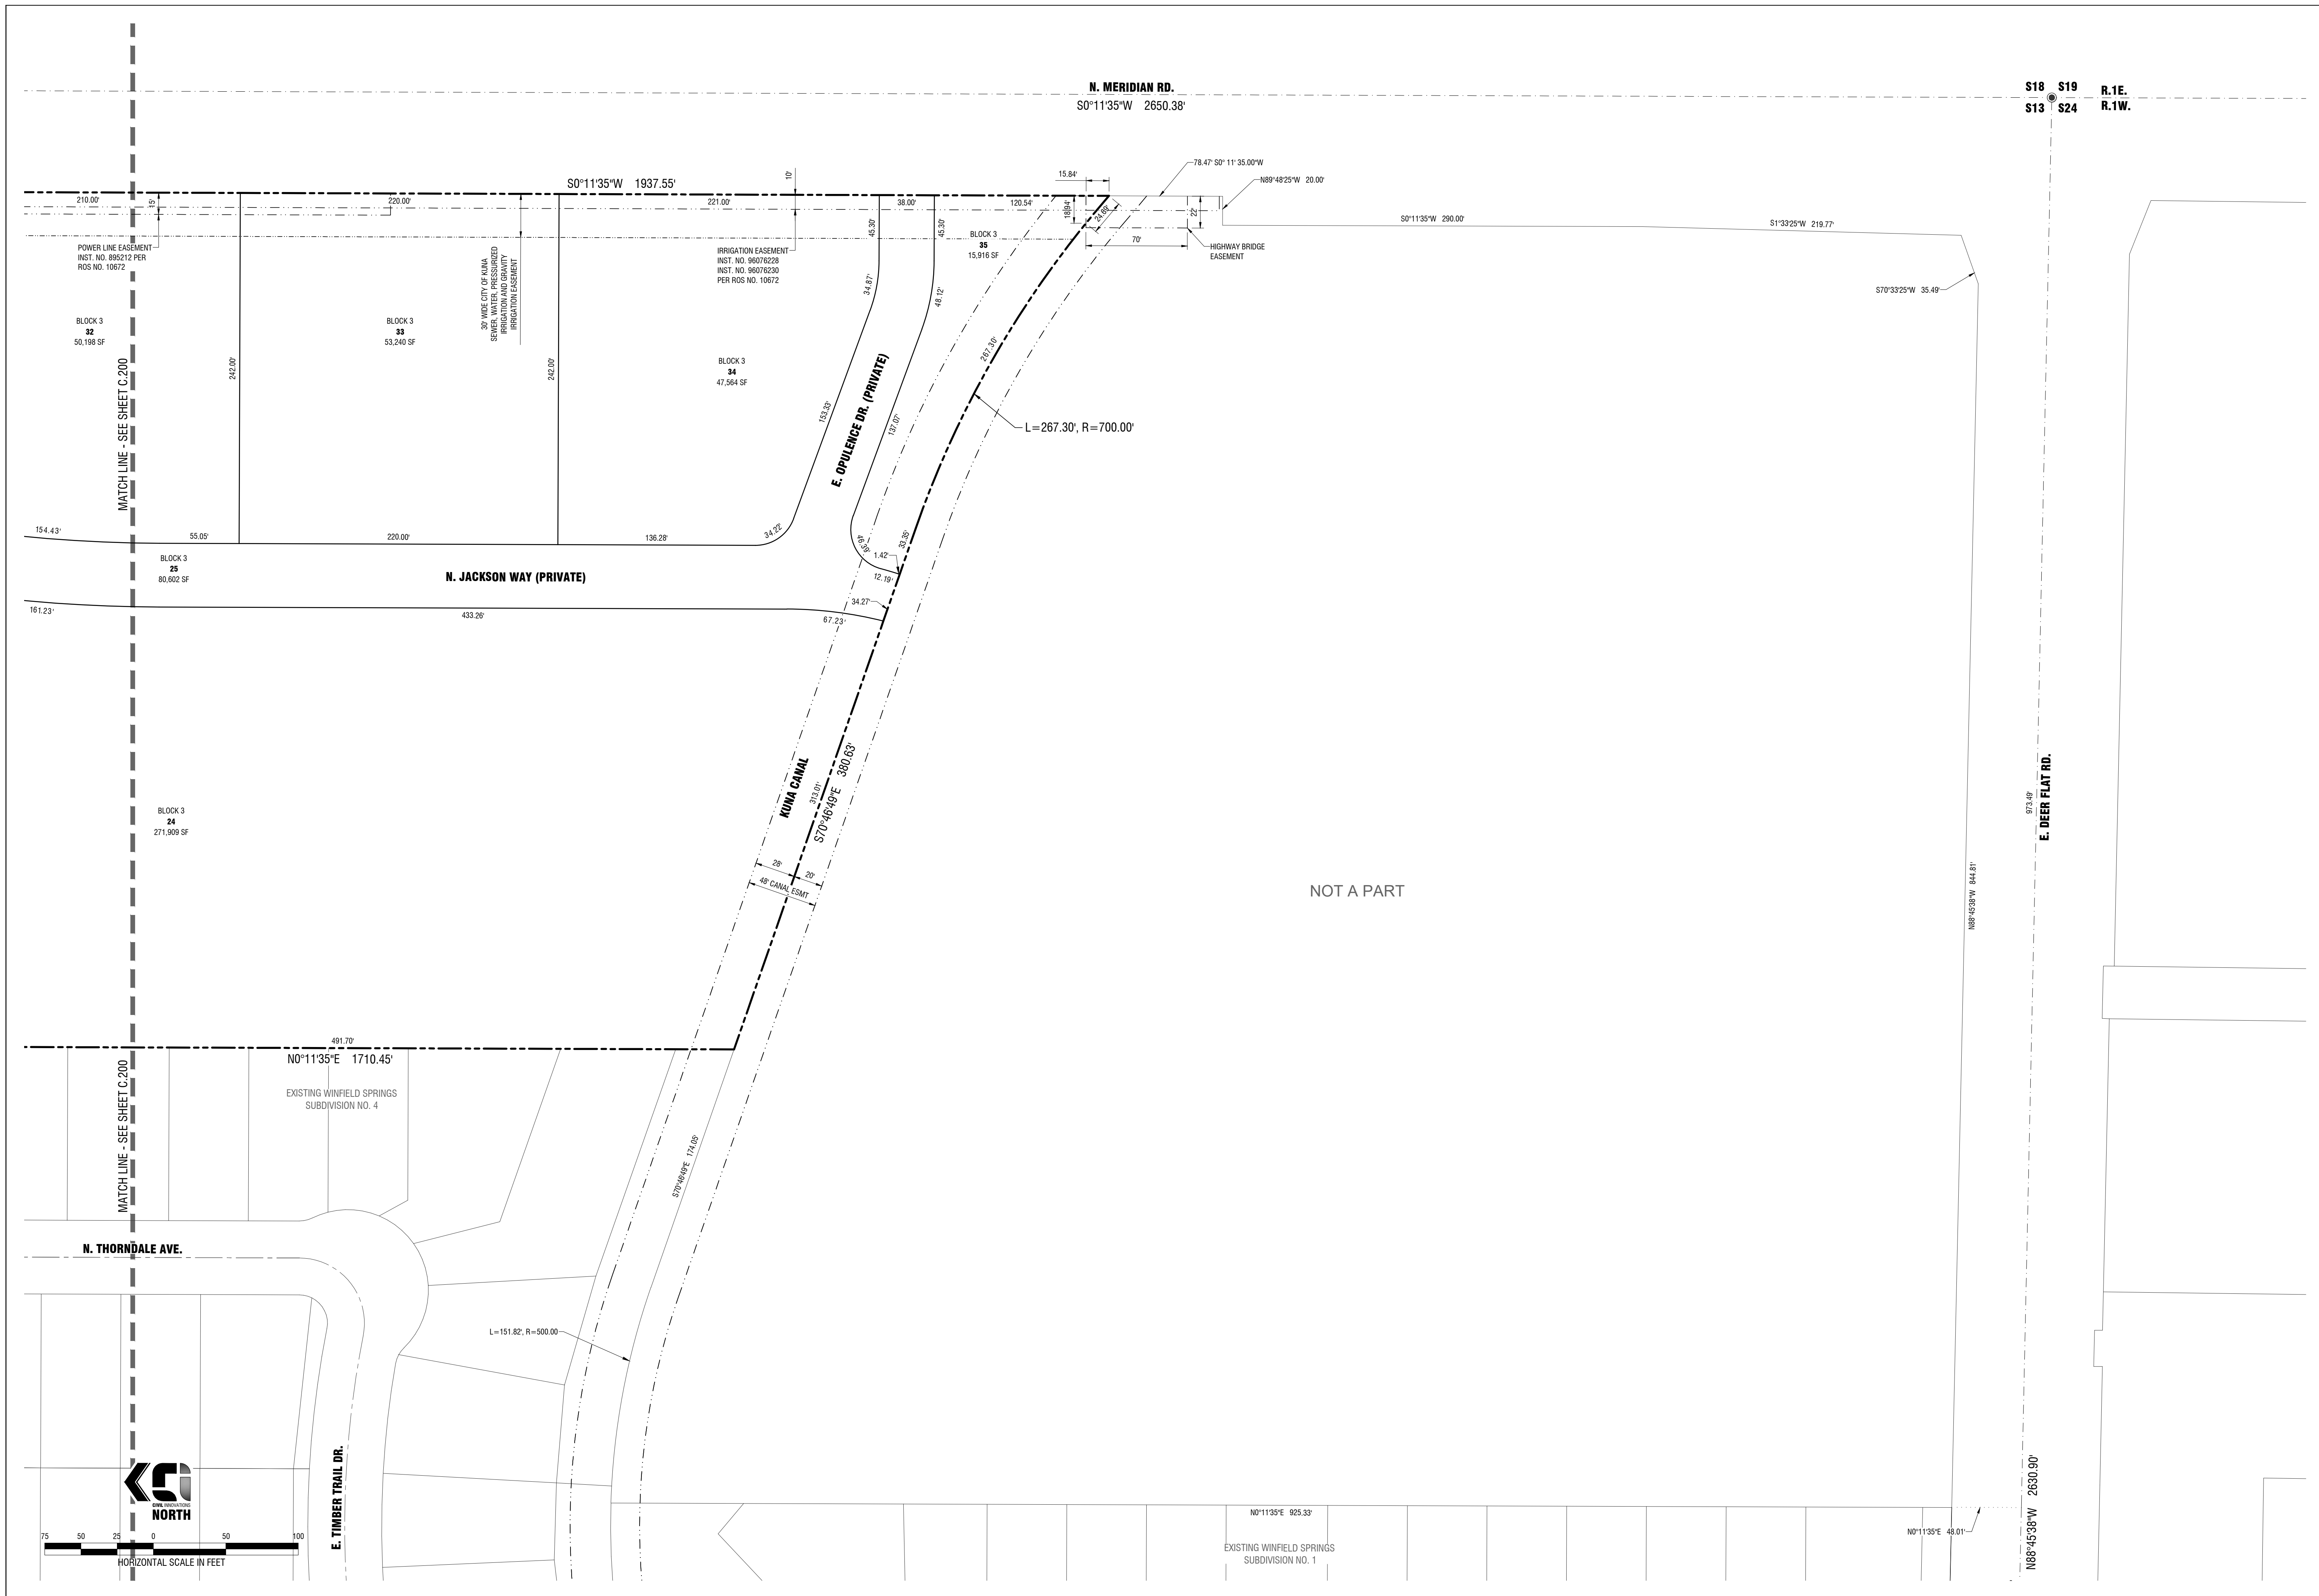 N. MERIDIAN RD.
S0°11'35"W 2650.38'
S18 S19
S13 S24
R.1E.
R.1W.
78.47' S0° 11' 35.00"W
15.84'
N89°48'25"W 20.00'
S0°11'35"W 1937.55'
10'
210.00'
15'
220.00'
221.00'
38.00'
120.54'
18.94'
24.69'
22'
70'
S0°11'35"W 290.00'
S1°33'25"W 219.77'
45.30'
45.30'
BLOCK 3
35
15,916 SF
HIGHWAY BRIDGE
EASEMENT
POWER LINE EASEMENT
INST. NO. 895212 PER
ROS NO. 10672
30' WIDE CITY OF KUNA
SEWER, WATER, PRESSURIZED
IRRIGATION AND GRAVITY
IRRIGATION EASEMENT
IRRIGATION EASEMENT
INST. NO. 96076228
INST. NO. 96076230
PER ROS NO. 10672
34.87'
48.12'
S70°33'25"W 35.49'
BLOCK 3
32
50,198 SF
BLOCK 3
33
53,240 SF
BLOCK 3
34
47,564 SF
MATCH LINE - SEE SHEET C.200
242.00'
242.00'
153.33'
E. OPULENCE DR. (PRIVATE)
137.07'
267.30'
L=267.30', R=700.00'
154.43'
55.05'
220.00'
136.28'
34.22'
46.39'
1.42'
33.35'
12.19'
BLOCK 3
25
80,602 SF
N. JACKSON WAY (PRIVATE)
34.27'
161.23'
433.26'
67.23'
KUNA CANAL
313.01'
S70°46'49"E 380.63'
BLOCK 3
24
271,909 SF
28'
20'
48' CANAL ESMT
NOT A PART
973.49'
E. DEER FLAT RD.
N88°45'38"W 844.81'
491.70'
N0°11'35"E 1710.45'
EXISTING WINFIELD SPRINGS
SUBDIVISION NO. 4
MATCH LINE - SEE SHEET C.200
S70°46'49"E 174.05'
N. THORNDALE AVE.
L=151.82', R=500.00
E. TIMBER TRAIL DR.
CIVIL INNOVATIONS
NORTH
75 50 25 0 50 100
HORIZONTAL SCALE IN FEET
N0°11'35"E 925.33'
EXISTING WINFIELD SPRINGS
SUBDIVISION NO. 1
N0°11'35"E 48.01'
N88°45'38"W 2630.90'